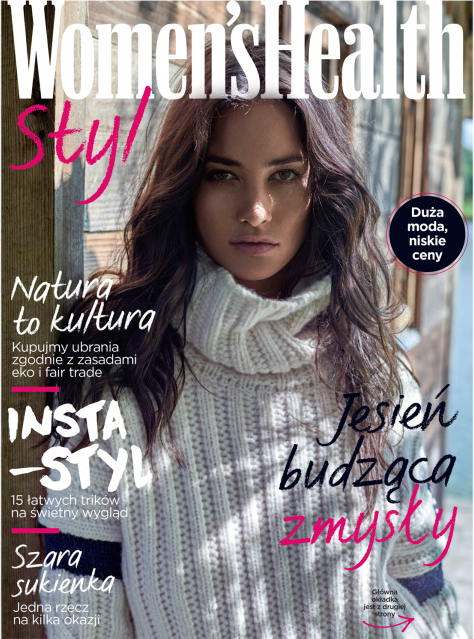 Women'sHealth
Styl
Duża
moda,
niskie
ceny
Natura
to kultura
Kupujmy ubrania
zgodnie z zasadami
eko i fair trade
INSTA
–STYL
15 łatwych trików
na świetny wygląd
Szara
sukienka
Jedna rzecz
na kilka okazji
Jesień
budząca
zmysły
Główna
okładka
jest z drugiej
strony